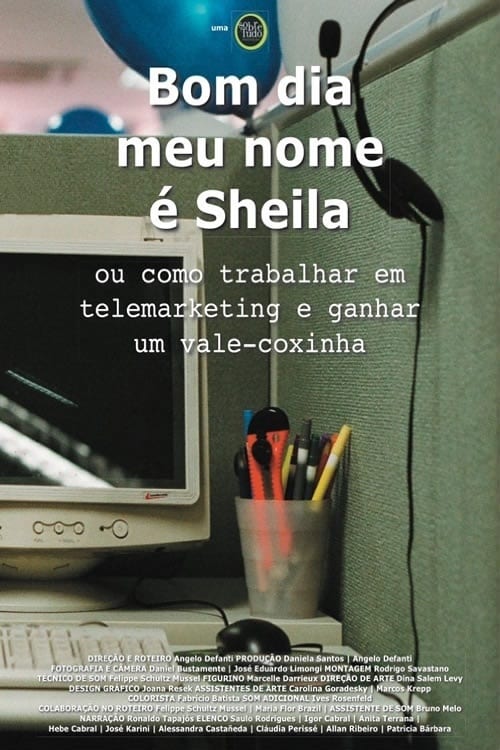 uma
SOBRE
TUDO
Bom dia
meu nome
é Sheila
ou como trabalhar em
telemarketing e ganhar
um vale-coxinha
DIREÇÃO E ROTEIRO Angelo Defanti PRODUÇÃO Daniela Santos | Angelo Defanti
FOTOGRAFIA E CÂMERA Daniel Bustamente | José Eduardo Limongi MONTAGEM Rodrigo Savastano
TÉCNICO DE SOM Felippe Schultz Mussel FIGURINO Marcelle Darrieux DIREÇÃO DE ARTE Dina Salem Levy
DESIGN GRÁFICO Joana Resek ASSISTENTES DE ARTE Carolina Goradesky | Marcos Krepp
COLORISTA Fabrício Batista SOM ADICIONAL Ives Rosenfeld
COLABORAÇÃO NO ROTEIRO Felippe Schultz Mussel | Maria Flor Brazil | ASSISTENTE DE SOM Bruno Melo
NARRAÇÃO Ronaldo Tapajós ELENCO Saulo Rodrigues | Igor Cabral | Anita Terrana |
Hebe Cabral | José Karini | Alessandra Castañeda | Cláudia Perissé | Allan Ribeiro | Patricia Bárbara